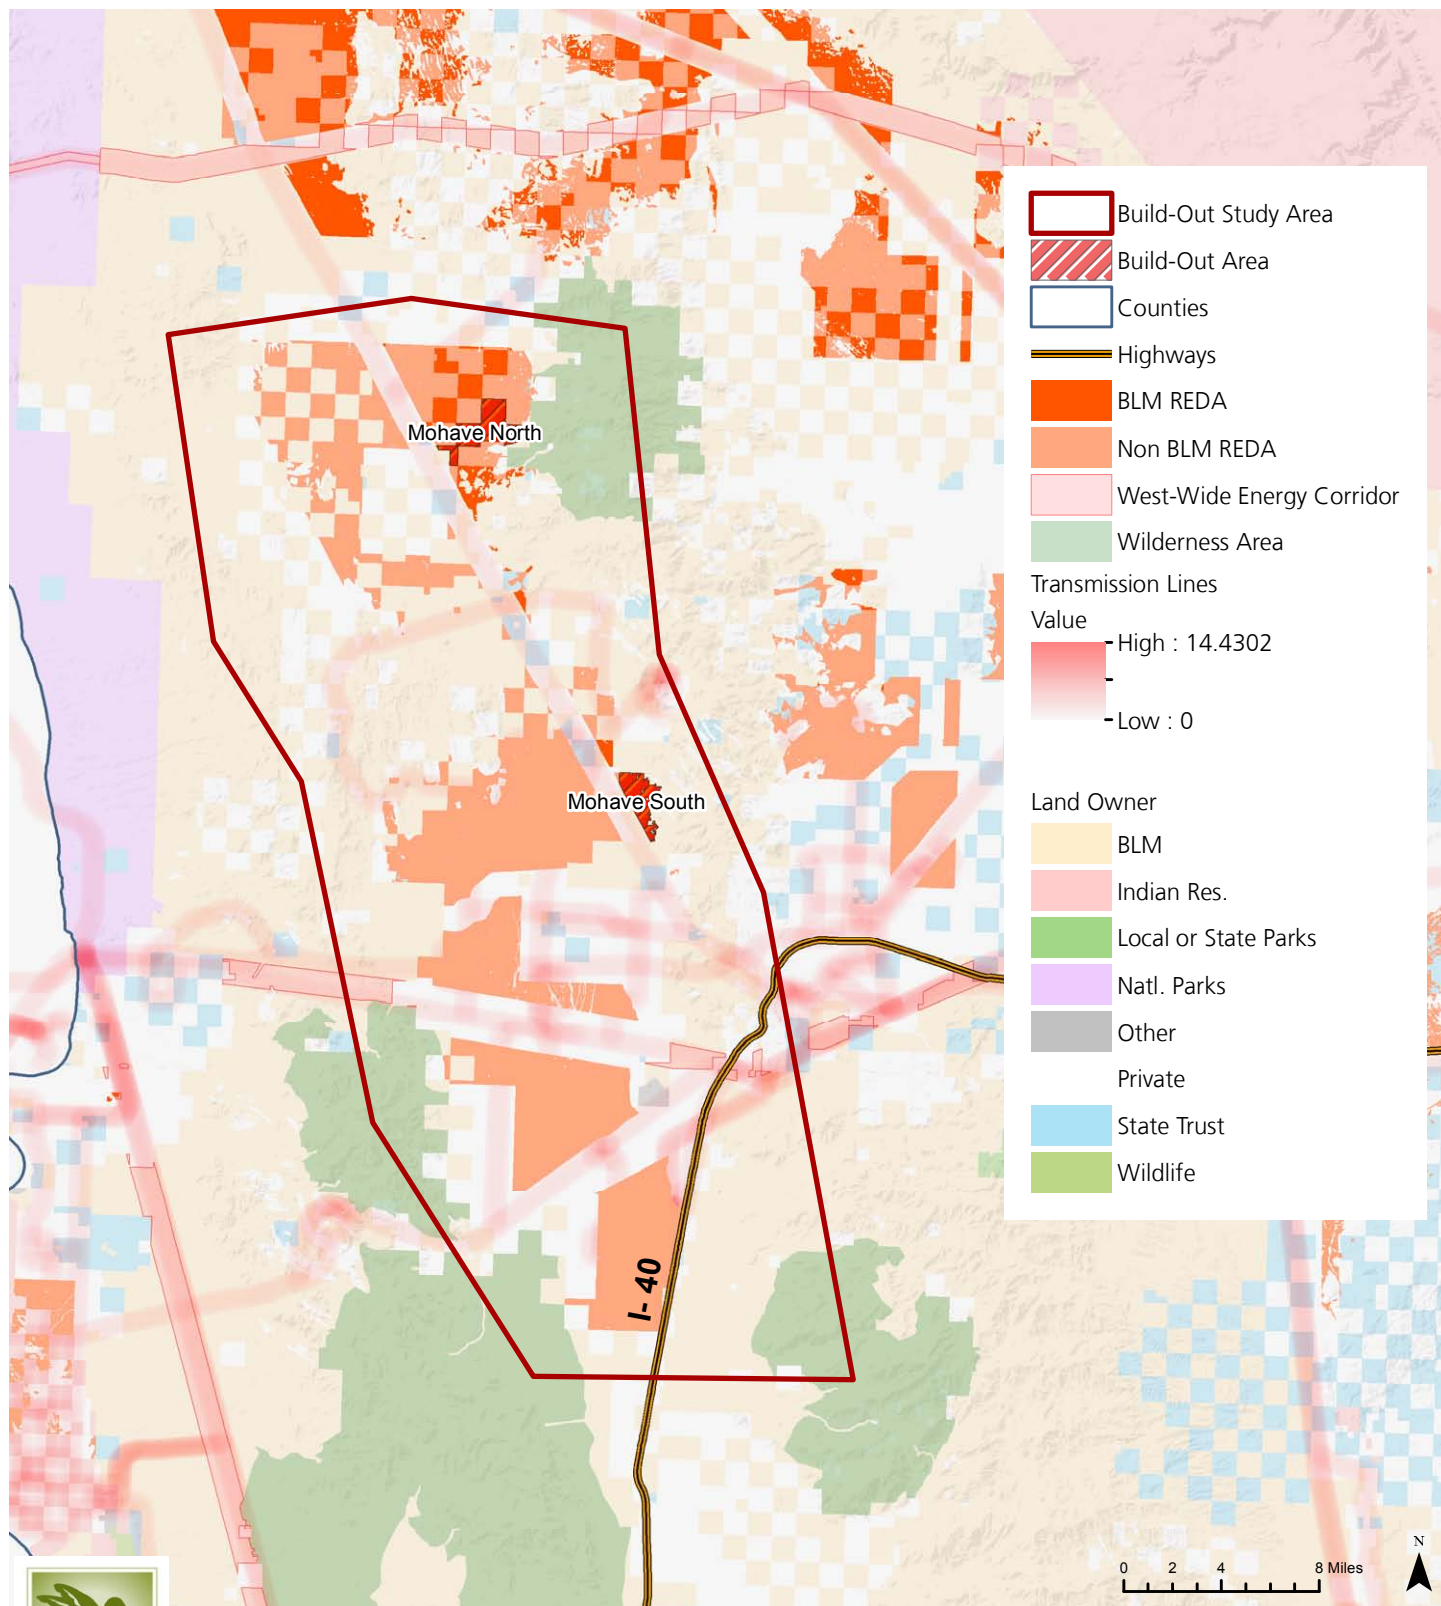 Build-Out Study Area
Build-Out Area
Counties
Highways
BLM REDA
Non BLM REDA
West-Wide Energy Corridor
Wilderness Area
Transmission Lines
Value
High : 14.4302
Low : 0
Land Owner
BLM
Indian Res.
Local or State Parks
Natl. Parks
Other
Private
State Trust
Wildlife
Mohave North
Mohave South
I- 40
N
0 2 4 8 Miles